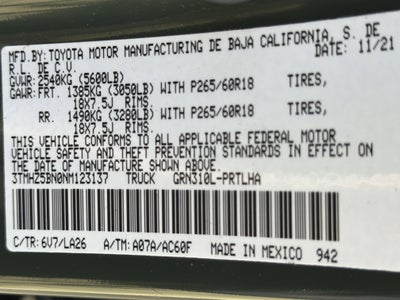 MFD.BY:TOYOTA MOTOR MANUFACTURING DE BAJA CALIFORNIA, S. DE
R.L. DE C.V. DATE: 11/21
GVWR: 2540KG (5600LB)
GAWR:FRT. 1385KG (3050LB) WITH P265/60R18 TIRES,
18X7.5J RIMS.
RR. 1490KG (3280LB) WITH P265/60R18 TIRES,
18X7.5J RIMS.
THIS VEHICLE CONFORMS TO ALL APPLICABLE FEDERAL MOTOR
VEHICLE SAFETY AND THEFT PREVENTION STANDARDS IN EFFECT ON
THE DATE OF MANUFACTURE SHOWN ABOVE.
3TMHZ5BN0NM123137 TRUCK GRN310L-PRTLHA
C/TR: 6V7/LA26 A/TM: A07A/AC60F MADE IN MEXICO 942